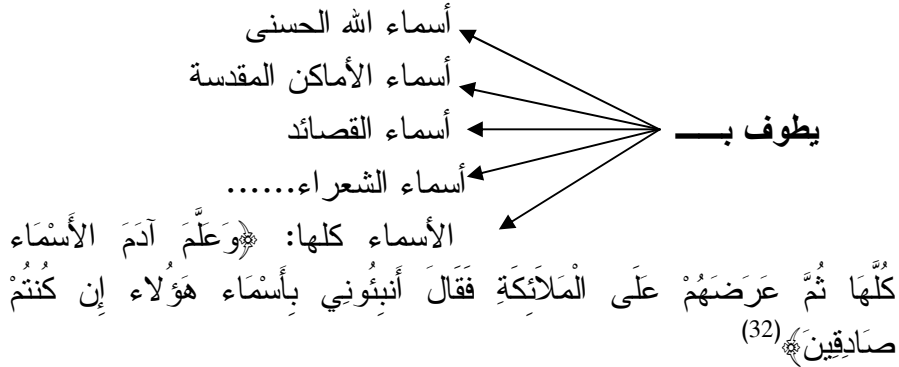 أسماء الله الحسنى
أسماء الأماكن المقدسة
يطوف بـــــ
أسماء القصائد
أسماء الشعراء......
الأسماء كلها: ﴿وَعَلَّمَ آدَمَ الأَسْمَاء
كُلَّهَا ثُمَّ عَرَضَهُمْ عَلَى الْمَلاَئِكَةِ فَقَالَ أَنبِئُونِي بِأَسْمَاء هَؤُلاء إِن كُنتُمْ
صَادِقِينَ﴾(32)